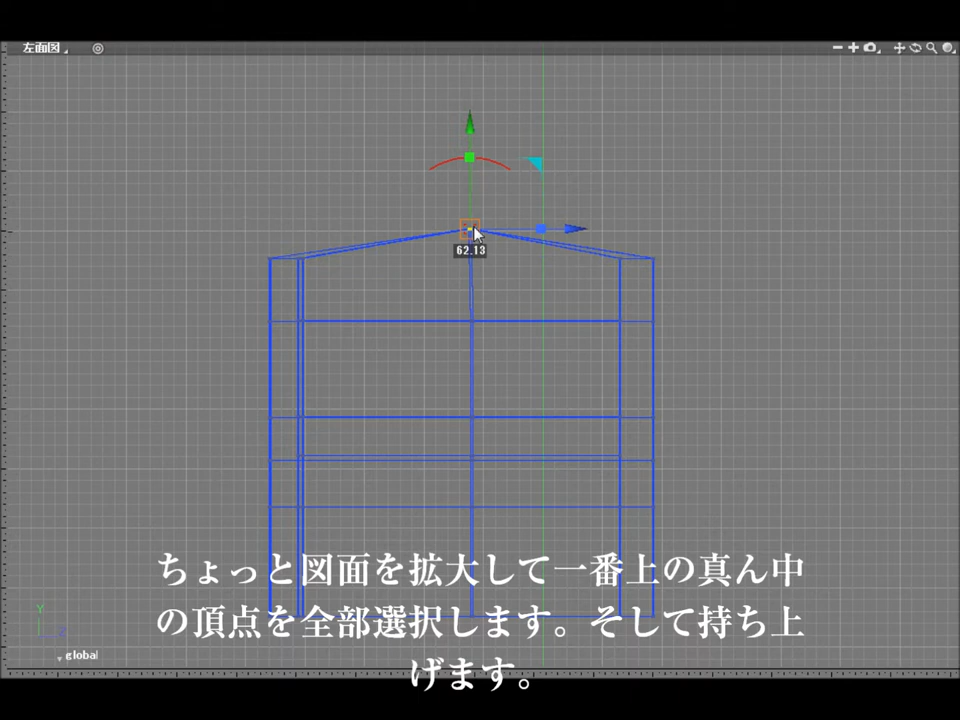 左面図
62.13
Y
Z
global
ちょっと図面を拡大して一番上の真ん中
の頂点を全部選択します。そして持ち上
げます。